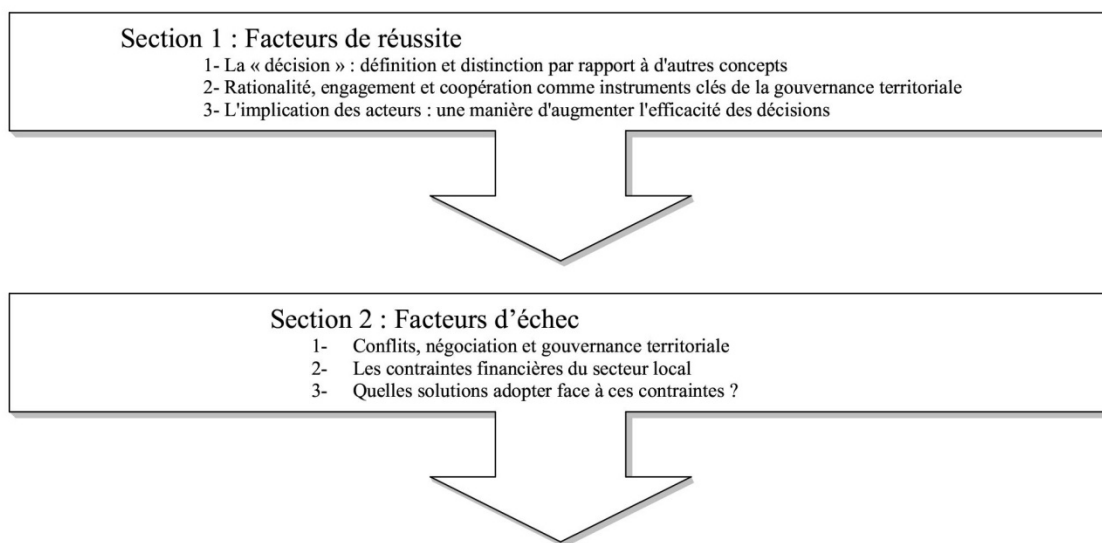 Section 1 : Facteurs de réussite
1- La « décision » : définition et distinction par rapport à d'autres concepts
2- Rationalité, engagement et coopération comme instruments clés de la gouvernance territoriale
3- L'implication des acteurs : une manière d'augmenter l'efficacité des décisions
Section 2 : Facteurs d’échec
1- Conflits, négociation et gouvernance territoriale
2- Les contraintes financières du secteur local
3- Quelles solutions adopter face à ces contraintes ?